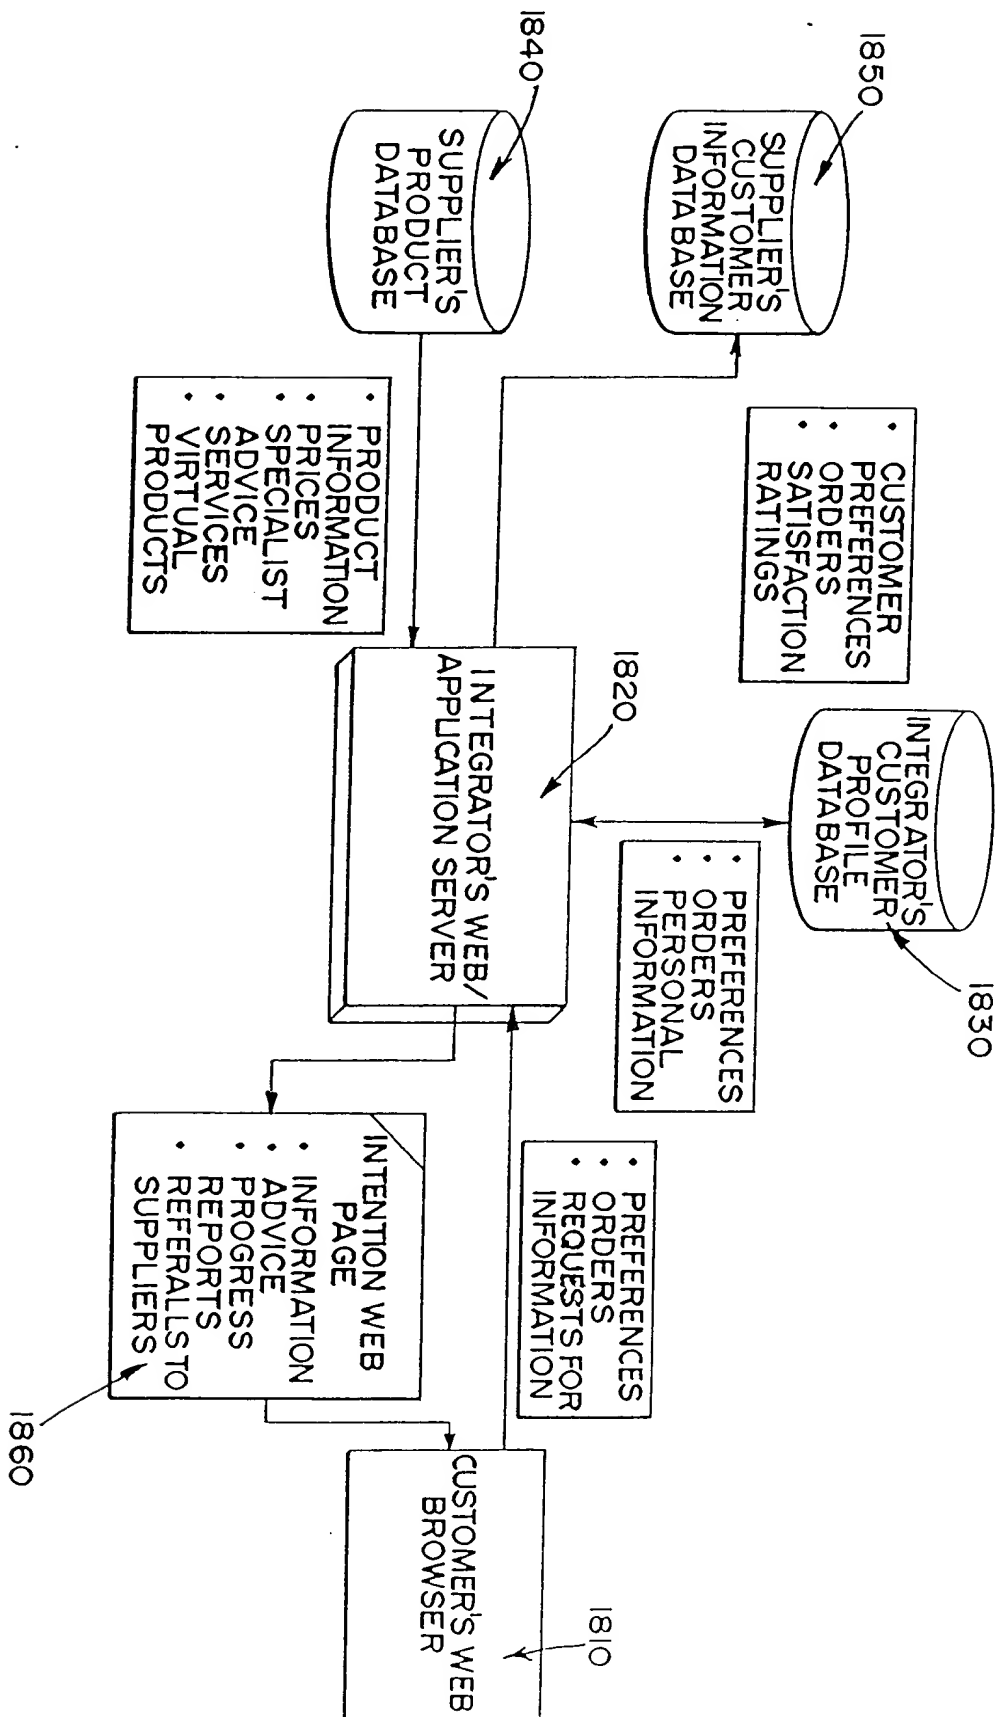 1850
SUPPLIER'S
CUSTOMER
INFORMATION
DATABASE
• CUSTOMER
PREFERENCES
• ORDERS
• SATISFACTION
RATINGS
INTEGRATOR'S
CUSTOMER
PROFILE
DATABASE
1830
• PREFERENCES
• ORDERS
• PERSONAL
INFORMATION
• PREFERENCES
• ORDERS
• REQUESTS FOR
INFORMATION
1840
SUPPLIER'S
PRODUCT
DATABASE
• PRODUCT
INFORMATION
• PRICES
• SPECIALIST
ADVICE
• SERVICES
• VIRTUAL
PRODUCTS
1820
INTEGRATOR'S WEB/
APPLICATION SERVER
INTENTION WEB
PAGE
• INFORMATION
• ADVICE
• PROGRESS
REPORTS
• REFERALLS TO
SUPPLIERS
1860
1810
CUSTOMER'S WEB
BROWSER